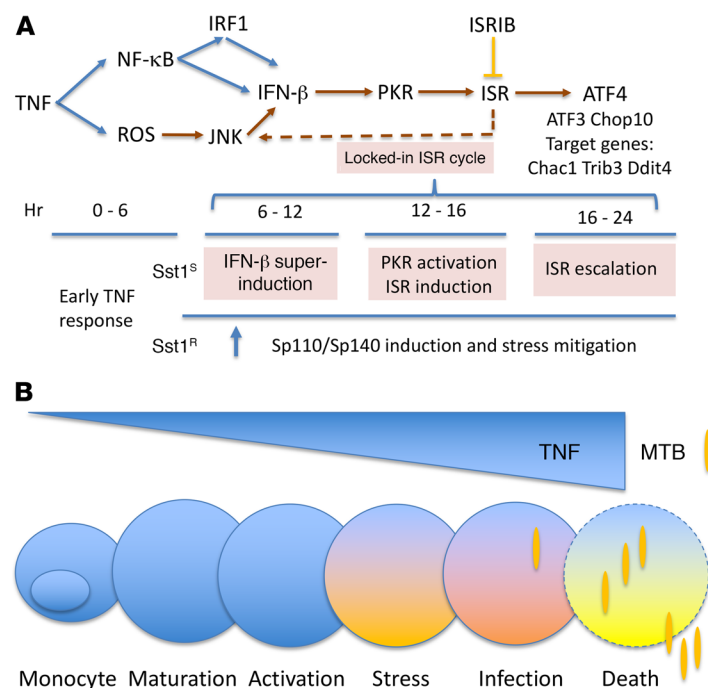 A
IRF1
ISRIB
NF-κB
TNF
IFN-β
PKR
ISR
ATF4
ROS
JNK
ATF3 Chop10
Target genes:
Chac1 Trib3 Ddit4
Locked-in ISR cycle
Hr
0 - 6
6 - 12
12 - 16
16 - 24
Sst1S
IFN-β super-
induction
PKR activation
ISR induction
ISR escalation
Early TNF
response
Sst1R
Sp110/Sp140 induction and stress mitigation
B
TNF
MTB
Monocyte
Maturation
Activation
Stress
Infection
Death